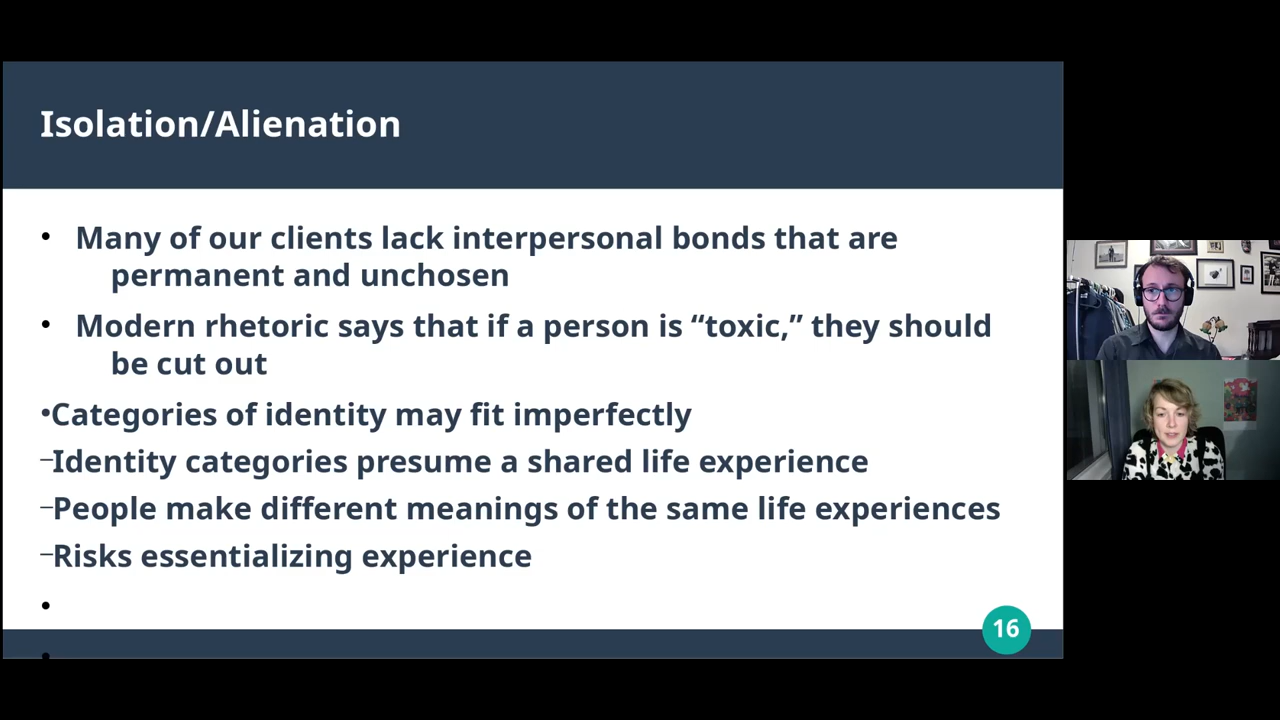 Isolation/Alienation
• Many of our clients lack interpersonal bonds that are
permanent and unchosen
• Modern rhetoric says that if a person is “toxic,” they should
be cut out
•Categories of identity may fit imperfectly
–Identity categories presume a shared life experience
–People make different meanings of the same life experiences
–Risks essentializing experience
•
•
16